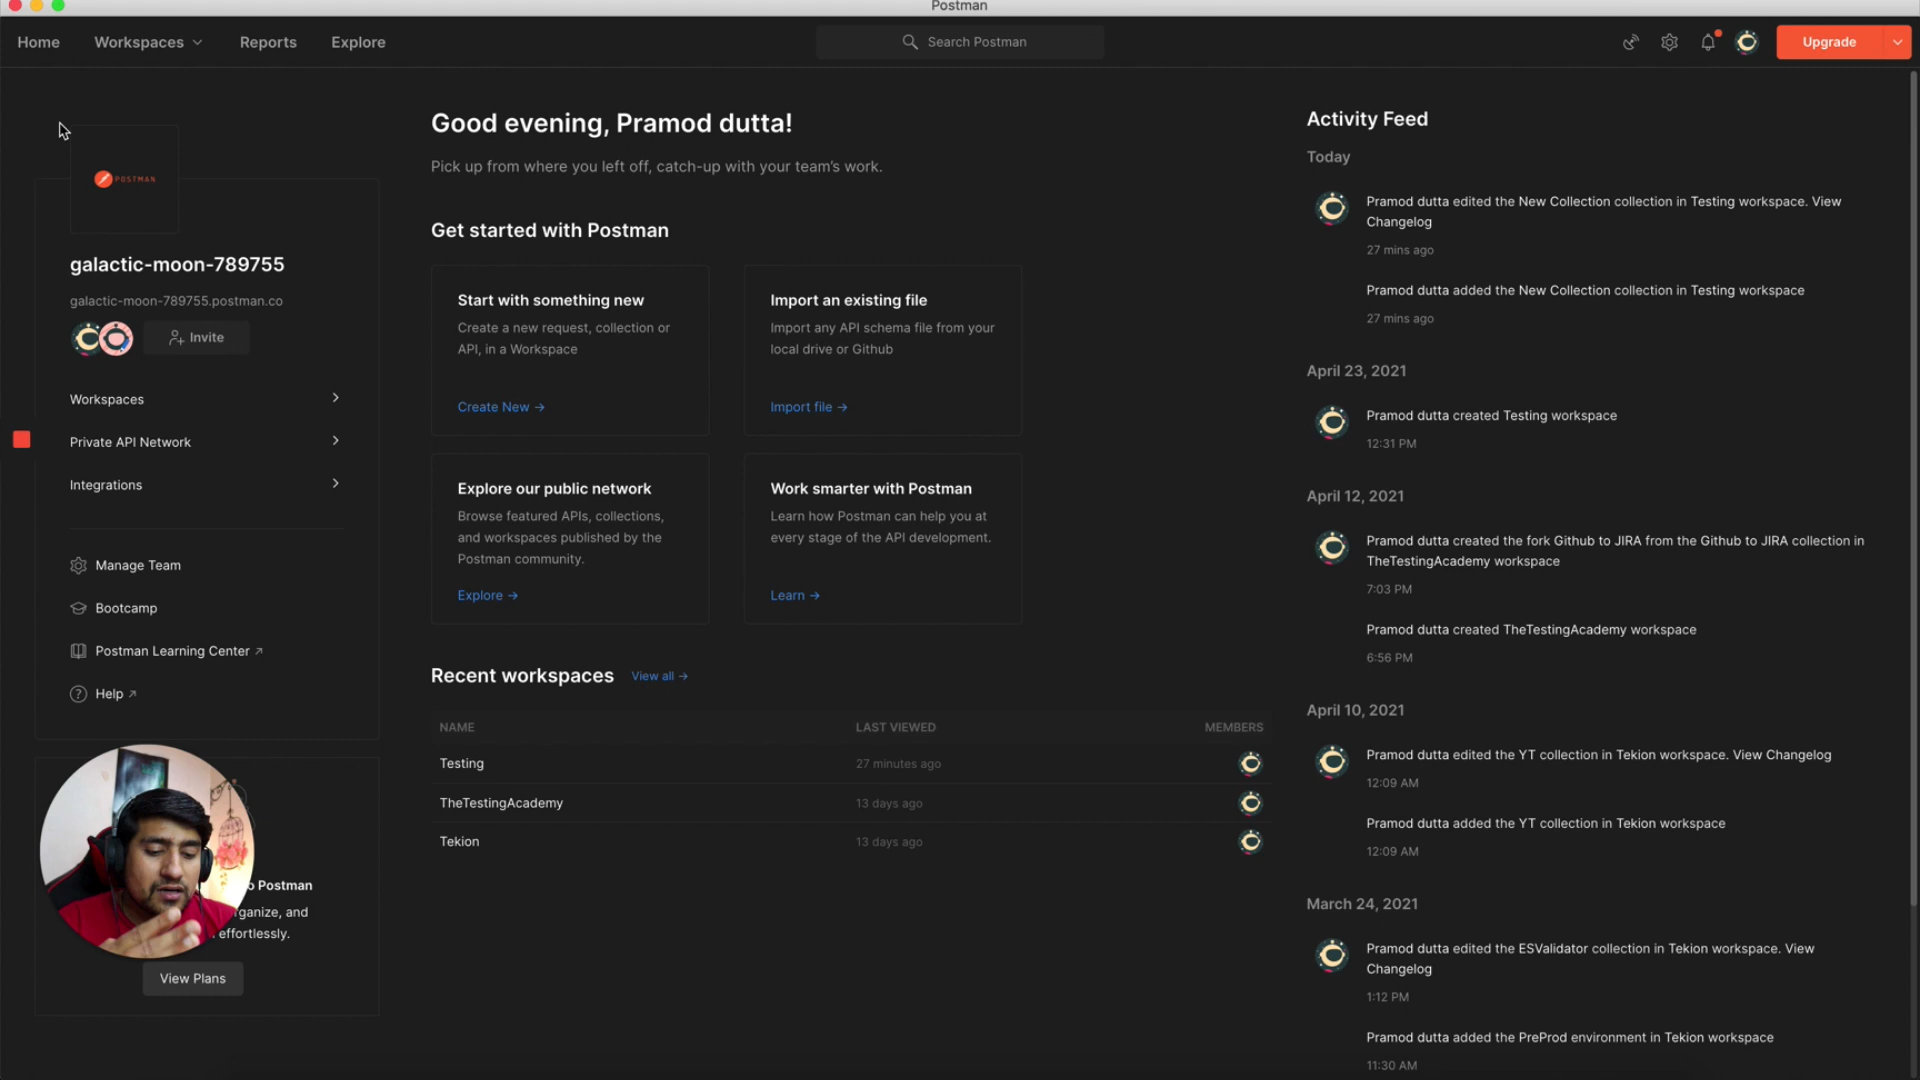 Postman
Home
Workspaces
Reports
Explore
Search Postman
Upgrade
POSTMAN
galactic-moon-789755
galactic-moon-789755.postman.co
Invite
Workspaces
Private API Network
Integrations
Manage Team
Bootcamp
Postman Learning Center
Help
o Postman
rganize, and
effortlessly.
View Plans
Good evening, Pramod dutta!
Pick up from where you left off, catch-up with your team's work.
Get started with Postman
Start with something new
Create a new request, collection or
API, in a Workspace
Create New →
Import an existing file
Import any API schema file from your
local drive or Github
Import file →
Explore our public network
Browse featured APIs, collections,
and workspaces published by the
Postman community.
Explore →
Work smarter with Postman
Learn how Postman can help you at
every stage of the API development.
Learn →
Recent workspaces View all →
NAME LAST VIEWED MEMBERS
Testing 27 minutes ago
TheTestingAcademy 13 days ago
Tekion 13 days ago
Activity Feed
Today
Pramod dutta edited the New Collection collection in Testing workspace. View
Changelog
27 mins ago
Pramod dutta added the New Collection collection in Testing workspace
27 mins ago
April 23, 2021
Pramod dutta created Testing workspace
12:31 PM
April 12, 2021
Pramod dutta created the fork Github to JIRA from the Github to JIRA collection in
TheTestingAcademy workspace
7:03 PM
Pramod dutta created TheTestingAcademy workspace
6:56 PM
April 10, 2021
Pramod dutta edited the YT collection in Tekion workspace. View Changelog
12:09 AM
Pramod dutta added the YT collection in Tekion workspace
12:09 AM
March 24, 2021
Pramod dutta edited the ESValidator collection in Tekion workspace. View
Changelog
1:12 PM
Pramod dutta added the PreProd environment in Tekion workspace
11:30 AM